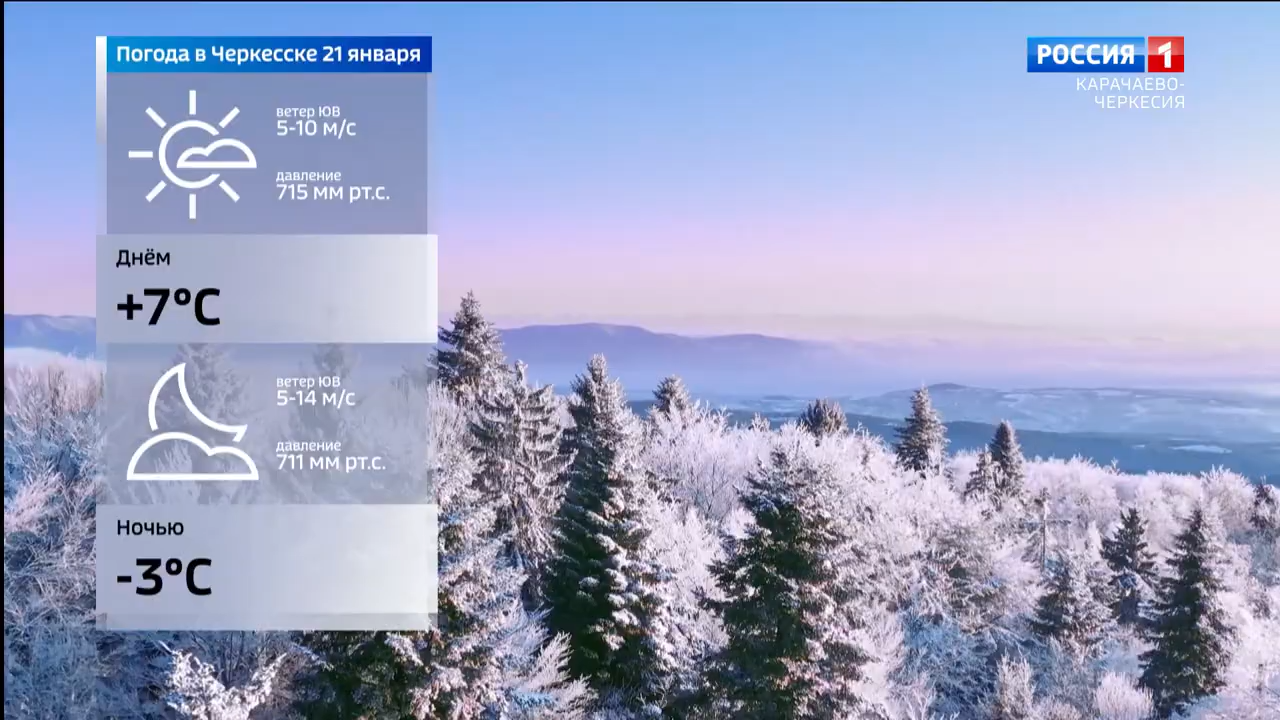 Погода в Черкесске 21 января
ветер ЮВ
5-10 м/с
давление
715 мм рт.с.
Днём
+7°С
ветер ЮВ
5-14 м/с
давление
711 мм рт.с.
Ночью
-3°С
РОССИЯ 1
КАРАЧАЕВО-
ЧЕРКЕСИЯ